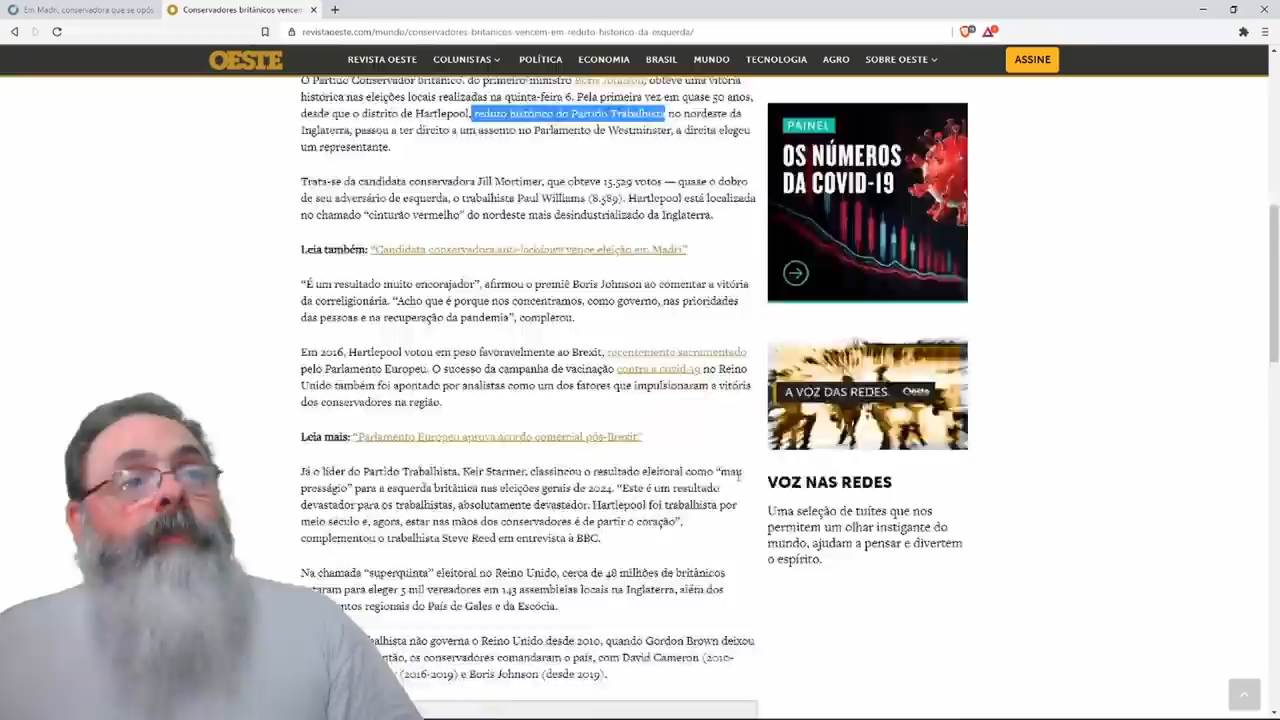 Em Madri, conservadora que se opôs
Conservadores britânicos vencem
revistaoeste.com/mundo/conservadores-britanicos-vencem-em-reduto-historico-da-esquerda/
OESTE
REVISTA OESTE
COLUNISTAS
POLÍTICA
ECONOMIA
BRASIL
MUNDO
TECNOLOGIA
AGRO
SOBRE OESTE
ASSINE
O Partido Conservador britânico, do primeiro-ministro Boris Johnson, obteve uma vitória
histórica nas eleições locais realizadas na quinta-feira 6. Pela primeira vez em quase 50 anos,
desde que o distrito de Hartlepool, reduto histórico do Partido Trabalhista no nordeste da
Inglaterra, passou a ter direito a um assento no Parlamento de Westminster, a direita elegeu
um representante.
Trata-se da candidata conservadora Jill Mortimer, que obteve 15.529 votos — quase o dobro
de seu adversário de esquerda, o trabalhista Paul Williams (8.589). Hartlepool está localizada
no chamado “cinturão vermelho” do nordeste mais desindustrializado da Inglaterra.
Leia também: “Candidata conservadora anti-lockdown vence eleição em Madri”
“É um resultado muito encorajador”, afirmou o premiê Boris Johnson ao comentar a vitória
da correligionária. “Acho que é porque nos concentramos, como governo, nas prioridades
das pessoas e na recuperação da pandemia”, completou.
Em 2016, Hartlepool votou em peso favoravelmente ao Brexit, recentemente sacramentado
pelo Parlamento Europeu. O sucesso da campanha de vacinação contra a covid-19 no Reino
Unido também foi apontado por analistas como um dos fatores que impulsionaram a vitória
dos conservadores na região.
Leia mais: “Parlamento Europeu aprova acordo comercial pós-Brexit”
Já o líder do Partido Trabalhista, Keir Starmer, classificou o resultado eleitoral como “mau
presságio” para a esquerda britânica nas eleições gerais de 2024. “Este é um resultado
devastador para os trabalhistas, absolutamente devastador. Hartlepool foi trabalhista por
meio século e, agora, estar nas mãos dos conservadores é de partir o coração”,
complementou o trabalhista Steve Reed em entrevista à BBC.
Na chamada “superquinta” eleitoral no Reino Unido, cerca de 48 milhões de britânicos
votaram para eleger 5 mil vereadores em 143 assembleias locais na Inglaterra, além dos
mentos regionais do País de Gales e da Escócia.
abalhista não governa o Reino Unido desde 2010, quando Gordon Brown deixou
ntão, os conservadores comandaram o país, com David Cameron (2010-
(2016-2019) e Boris Johnson (desde 2019).
PAINEL
OS NÚMEROS
DA COVID-19
A VOZ DAS REDES
Oeste
VOZ NAS REDES
Uma seleção de tuítes que nos
permitem um olhar instigante do
mundo, ajudam a pensar e divertem
o espírito.